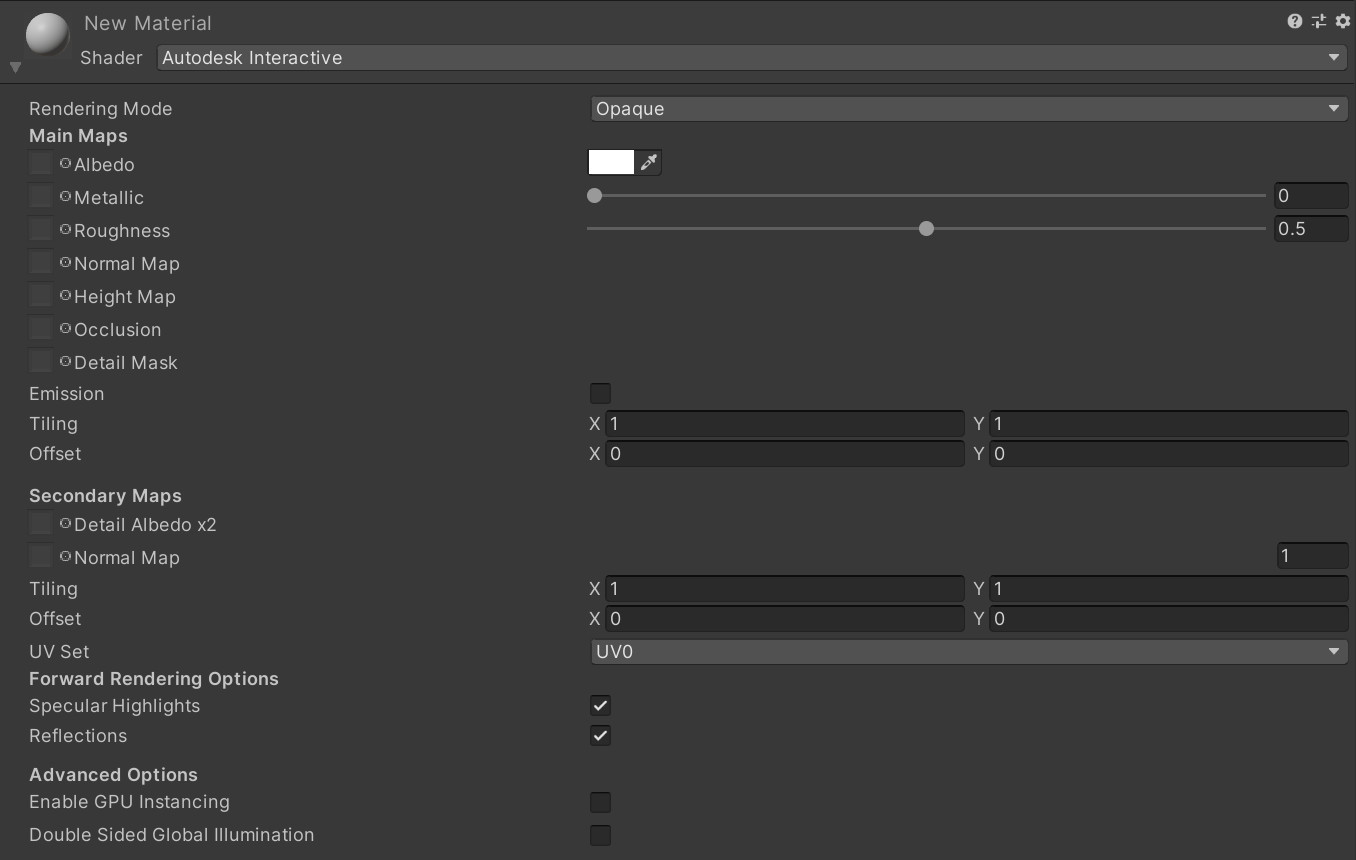 New Material
Shader Autodesk Interactive
Rendering Mode Opaque
Main Maps
Albedo
Metallic 0
Roughness 0.5
Normal Map
Height Map
Occlusion
Detail Mask
Emission
Tiling X 1 Y 1
Offset X 0 Y 0
Secondary Maps
Detail Albedo x2
Normal Map 1
Tiling X 1 Y 1
Offset X 0 Y 0
UV Set UV0
Forward Rendering Options
Specular Highlights
Reflections
Advanced Options
Enable GPU Instancing
Double Sided Global Illumination